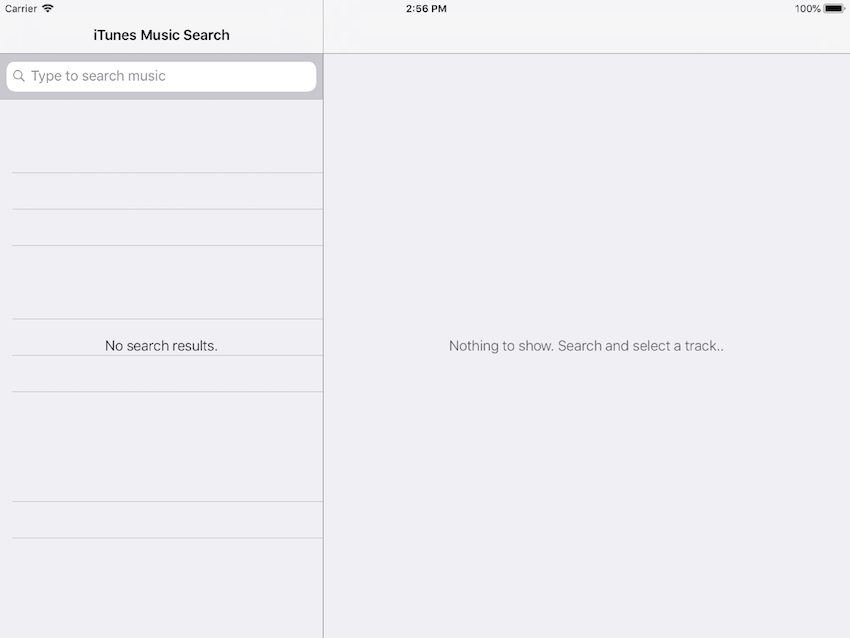 Carrier
2:56 PM
100%
iTunes Music Search
Type to search music
No search results.
Nothing to show. Search and select a track..